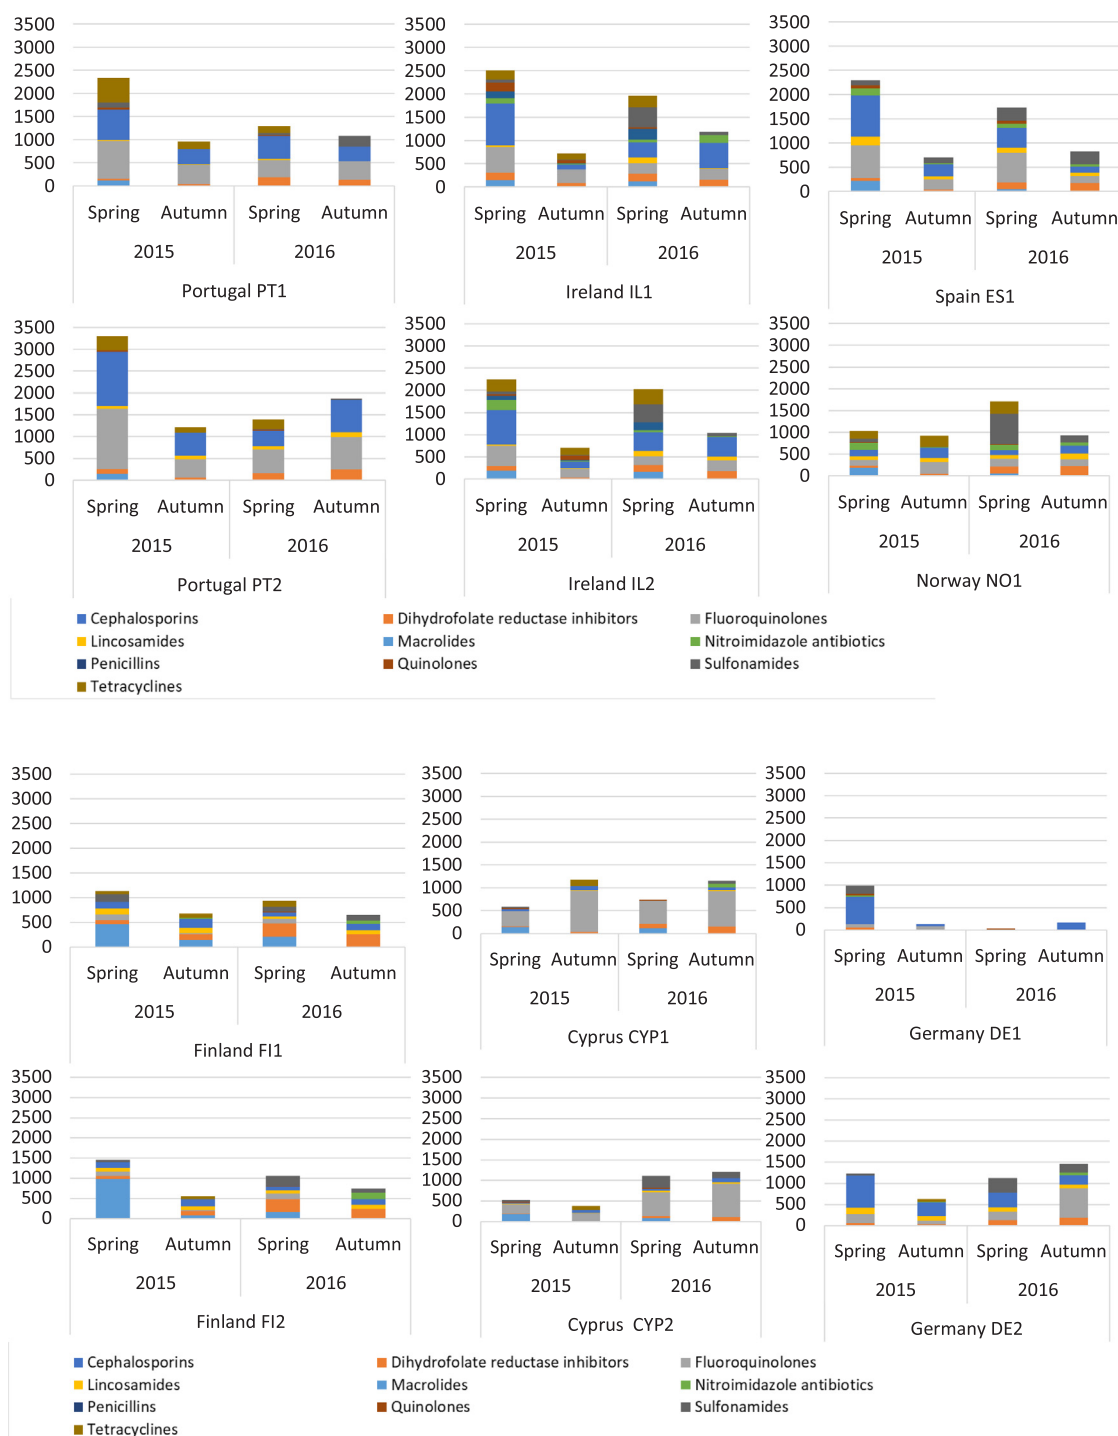 3500 3500 3500
3000 3000 3000
2500 2500 2500
2000 2000 2000
1500 1500 1500
1000 1000 1000
500 500 500
0 0 0
Spring Autumn Spring Autumn Spring Autumn Spring Autumn Spring Autumn Spring Autumn
2015 2016 2015 2016 2015 2016
Portugal PT1 Ireland IL1 Spain ES1
3500 3500 3500
3000 3000 3000
2500 2500 2500
2000 2000 2000
1500 1500 1500
1000 1000 1000
500 500 500
0 0 0
Spring Autumn Spring Autumn Spring Autumn Spring Autumn Spring Autumn Spring Autumn
2015 2016 2015 2016 2015 2016
Portugal PT2 Ireland IL2 Norway NO1
Cephalosporins Dihydrofolate reductase inhibitors Fluoroquinolones
Lincosamides Macrolides Nitroimidazole antibiotics
Penicillins Quinolones Sulfonamides
Tetracyclines
3500 3500 3500
3000 3000 3000
2500 2500 2500
2000 2000 2000
1500 1500 1500
1000 1000 1000
500 500 500
0 0 0
Spring Autumn Spring Autumn Spring Autumn Spring Autumn Spring Autumn Spring Autumn
2015 2016 2015 2016 2015 2016
Finland FI1 Cyprus CYP1 Germany DE1
3500 3500 3500
3000 3000 3000
2500 2500 2500
2000 2000 2000
1500 1500 1500
1000 1000 1000
500 500 500
0 0 0
Spring Autumn Spring Autumn Spring Autumn Spring Autumn Spring Autumn Spring Autumn
2015 2016 2015 2016 2015 2016
Finland FI2 Cyprus CYP2 Germany DE2
Cephalosporins Dihydrofolate reductase inhibitors Fluoroquinolones
Lincosamides Macrolides Nitroimidazole antibiotics
Penicillins Quinolones Sulfonamides
Tetracyclines